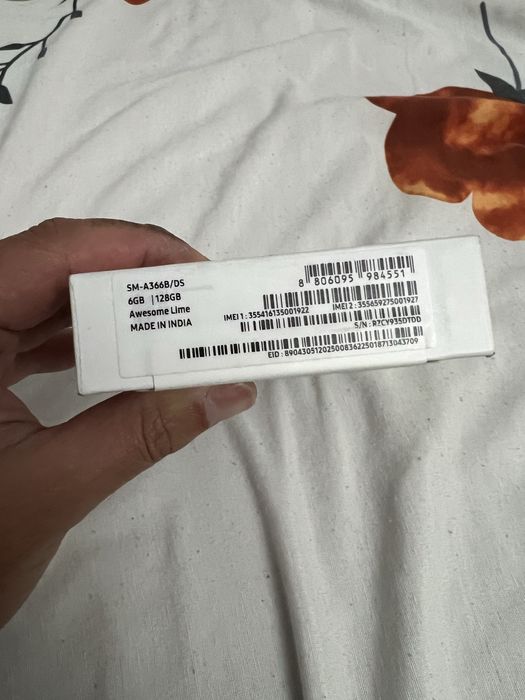 SM-A366B/DS
6GB | 128GB
Awesome Lime
MADE IN INDIA
8 806095 984551
IMEI 1 : 355416135001922
IMEI 2 : 355659275001927
S/N : RZCY935DTDD
EID : 89043051202500836225018713043709